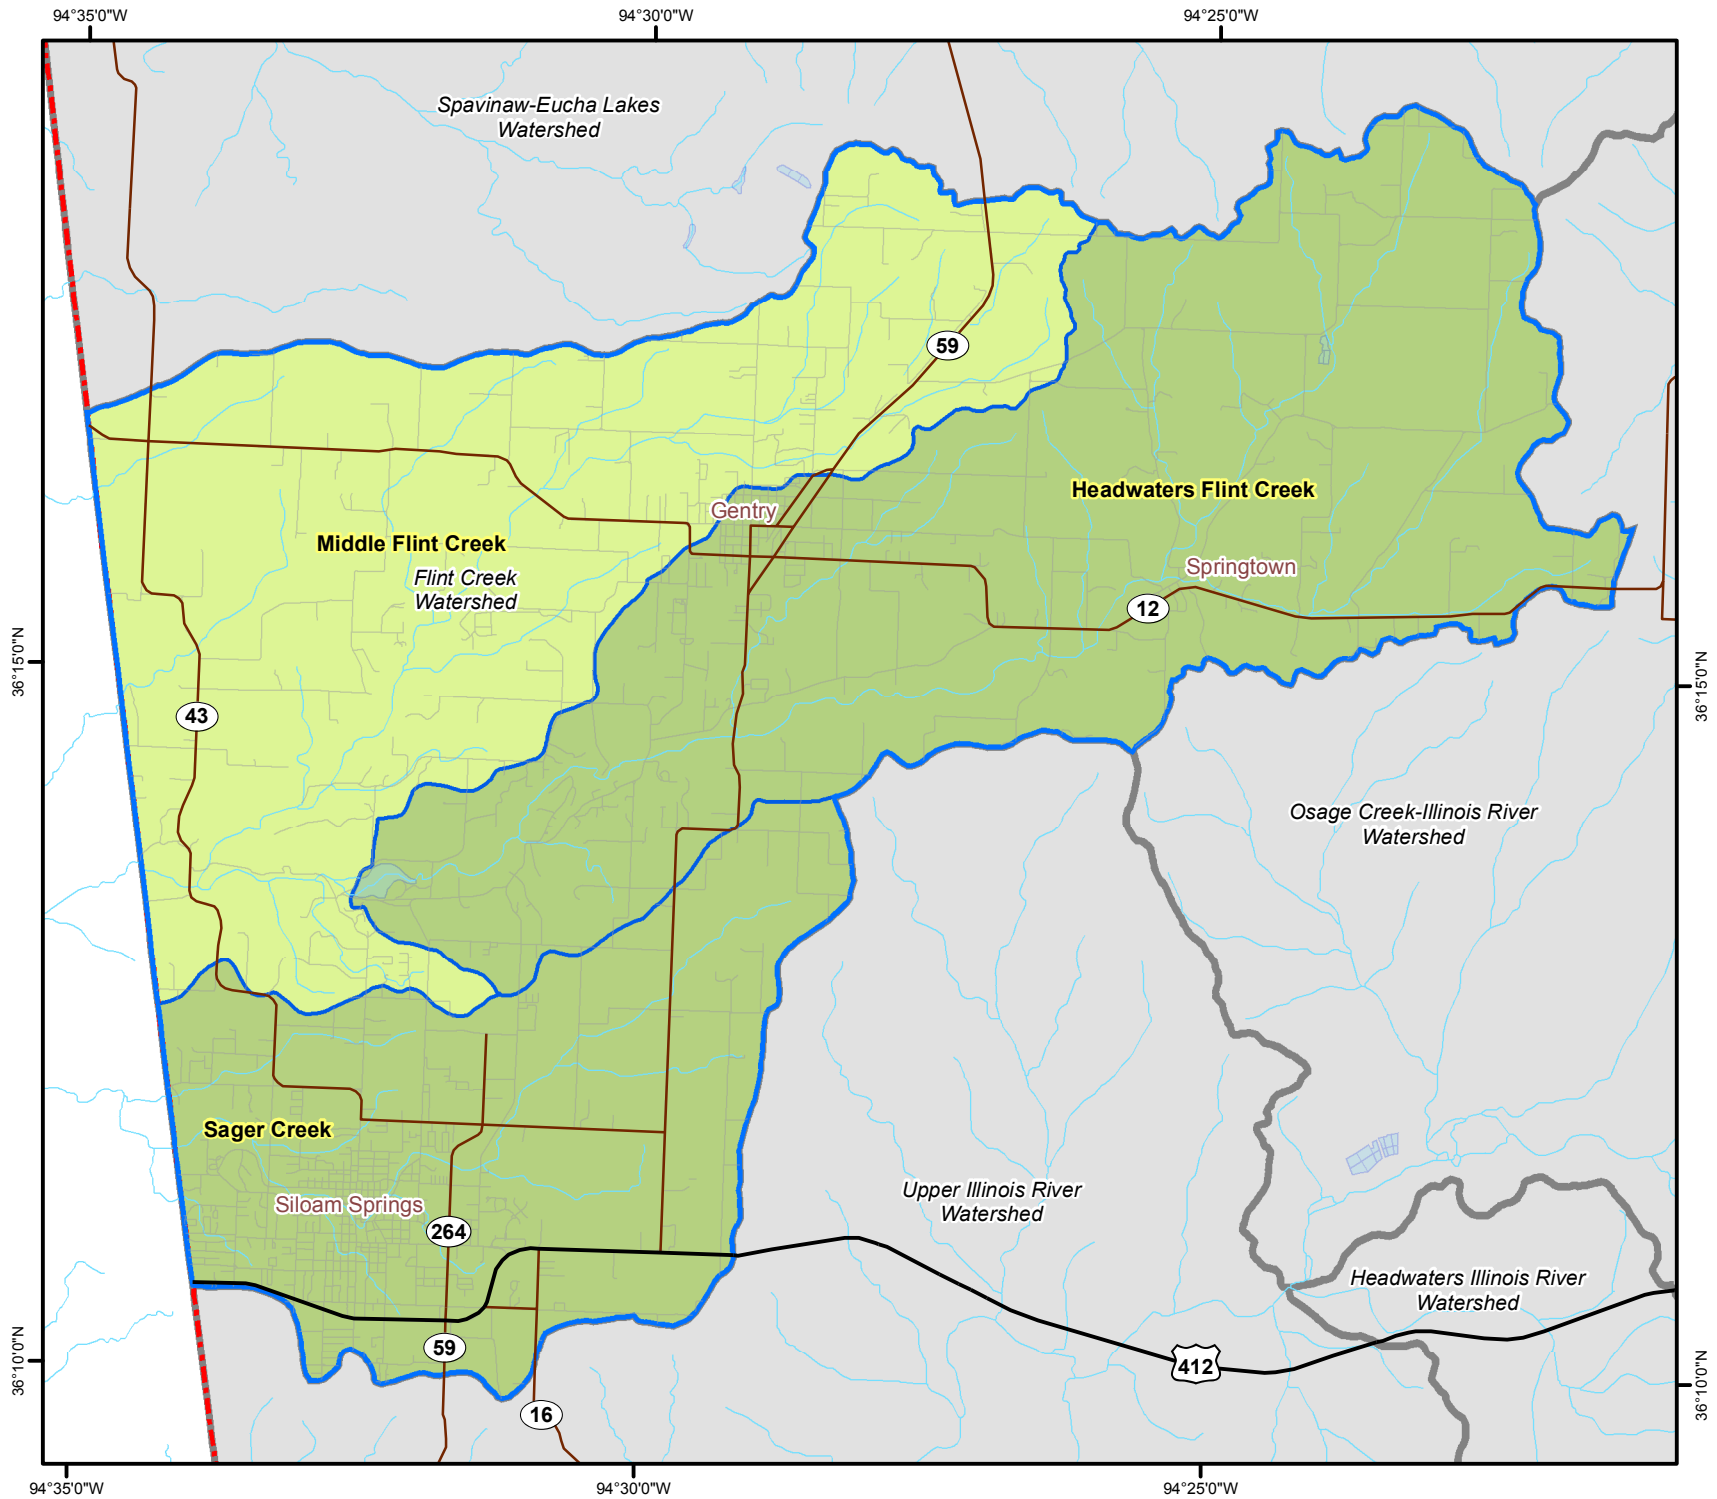 94°35'0"W
94°30'0"W
94°25'0"W
Spavinaw-Eucha Lakes
Watershed
59
Headwaters Flint Creek
Gentry
Middle Flint Creek
Flint Creek
Watershed
Springtown
12
36°15'0"N
36°15'0"N
43
Osage Creek-Illinois River
Watershed
Sager Creek
Siloam Springs
Upper Illinois River
Watershed
264
Headwaters Illinois River
Watershed
59
412
36°10'0"N
36°10'0"N
16
94°35'0"W
94°30'0"W
94°25'0"W